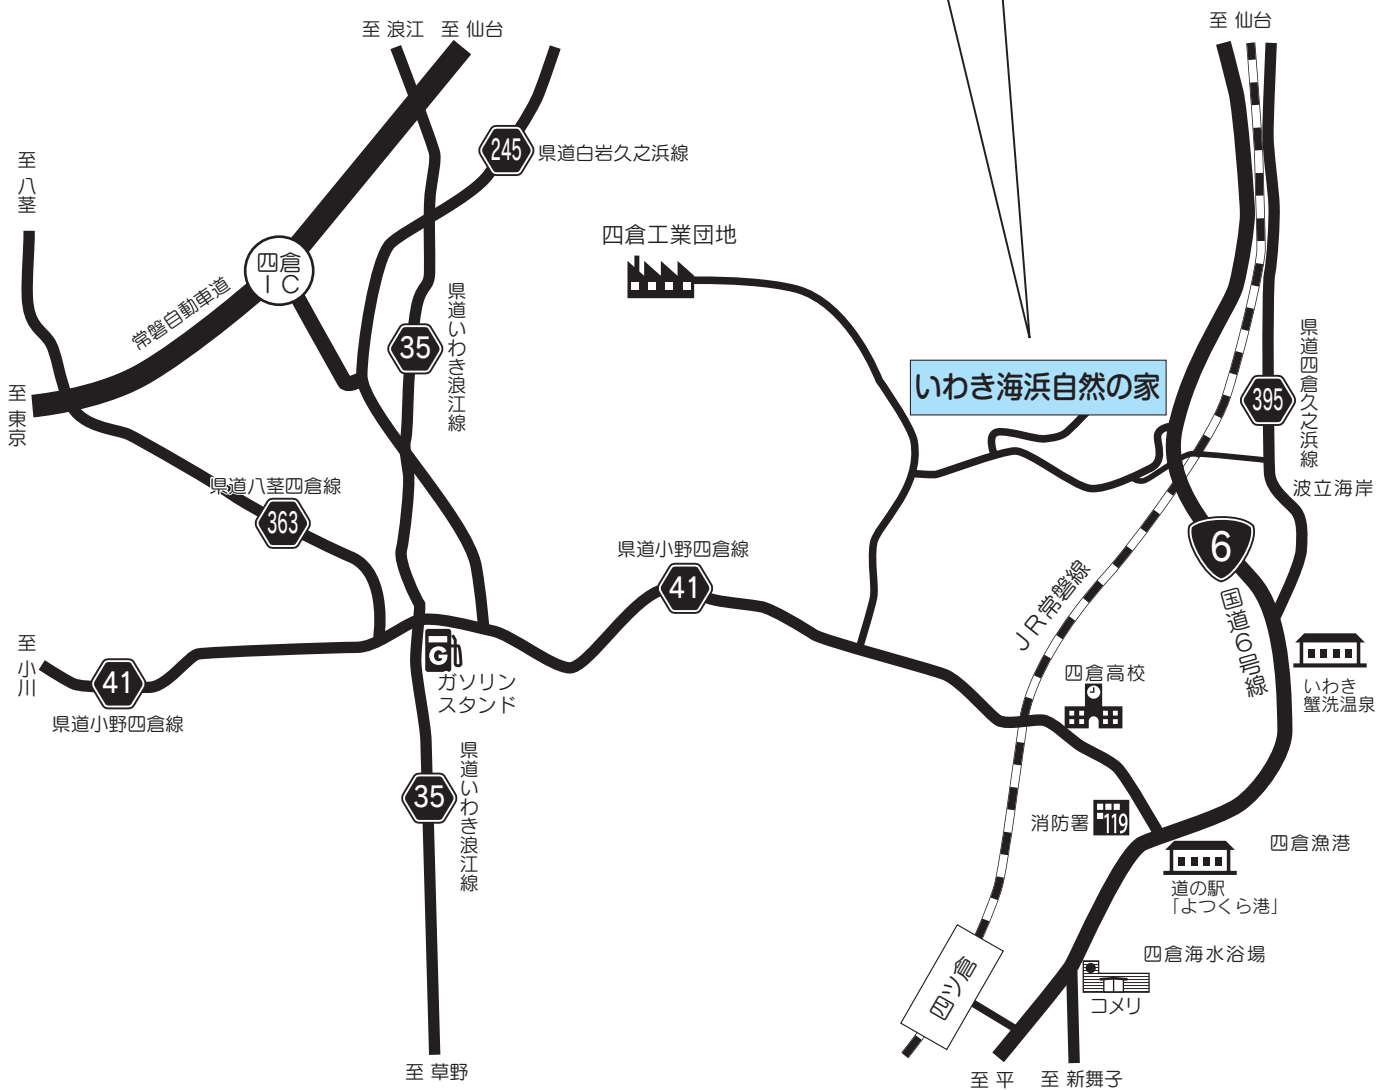 至 浪江
至 仙台
至 仙台
245
県道白岩久之浜線
至 八茎
四倉工業団地
四倉
IC
常磐自動車道
県道いわき浪江線
35
県道四倉久之浜線
いわき海浜自然の家
395
至 東京
県道八茎四倉線
363
波立海岸
県道小野四倉線
41
6
国道6号線
JR常磐線
至 小川
41
県道小野四倉線
G
ガソリン
スタンド
四倉高校
いわき
蟹洗温泉
県道いわき浪江線
35
消防署
119
四倉漁港
道の駅
「よつくら港」
四倉海水浴場
コメリ
四ツ倉
至 草野
至 平
至 新舞子